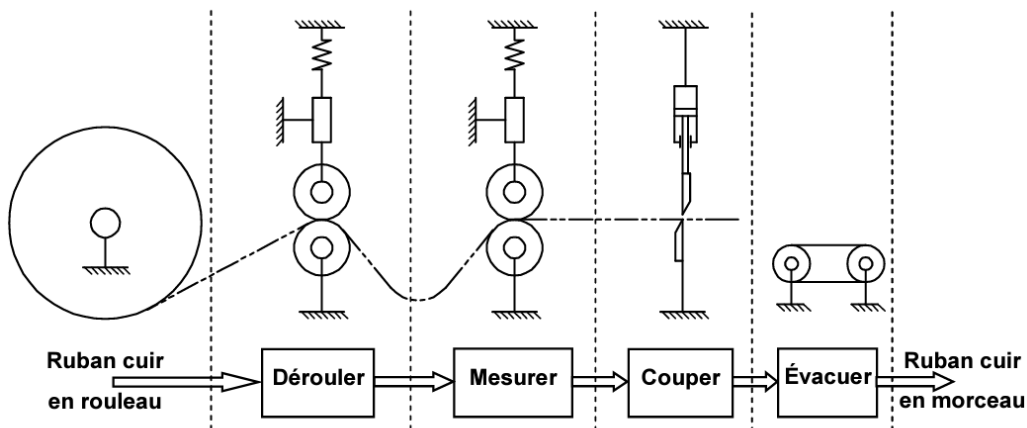 Ruban cuir
en rouleau
Dérouler
Mesurer
Couper
Évacuer
Ruban cuir
en morceau